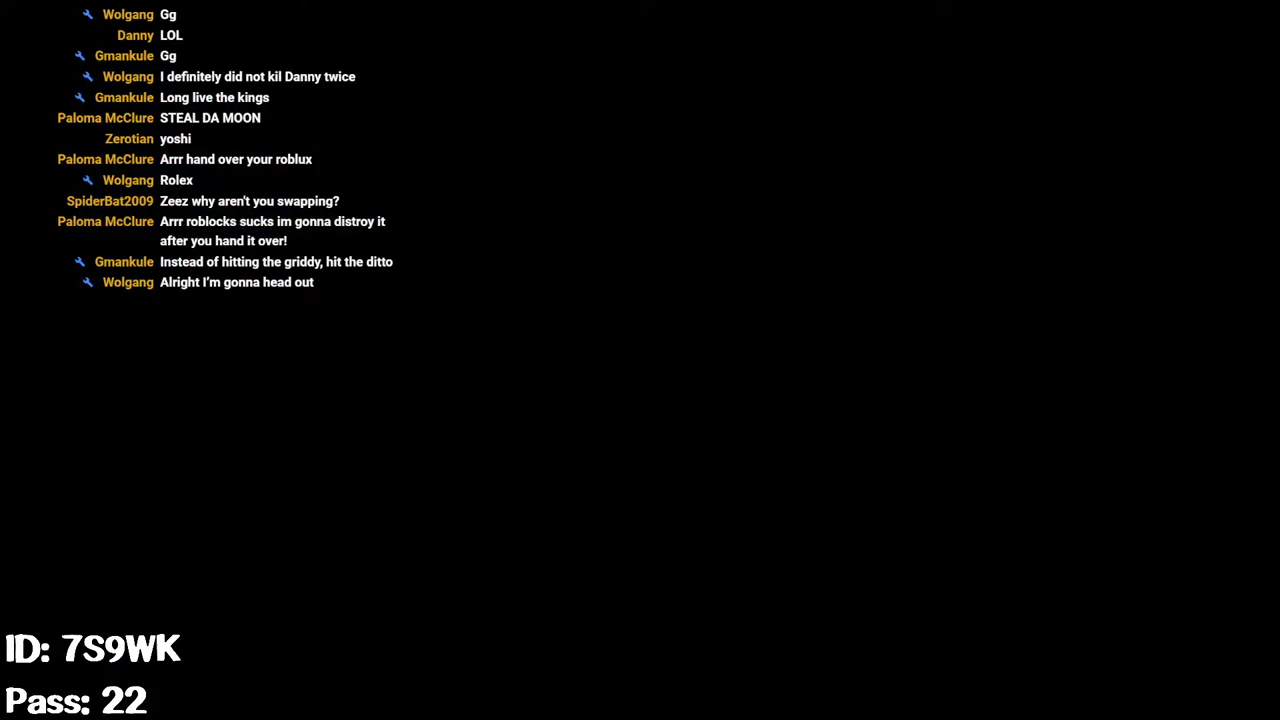 Wolgang Gg
Danny LOL
Gmankule Gg
Wolgang I definitely did not kil Danny twice
Gmankule Long live the kings
Paloma McClure STEAL DA MOON
Zerotian yoshi
Paloma McClure Arrr hand over your roblux
Wolgang Rolex
SpiderBat2009 Zeez why aren't you swapping?
Paloma McClure Arrr roblocks sucks im gonna distroy it
after you hand it over!
Gmankule Instead of hitting the griddy, hit the ditto
Wolgang Alright I'm gonna head out
ID: 7S9WK
Pass: 22